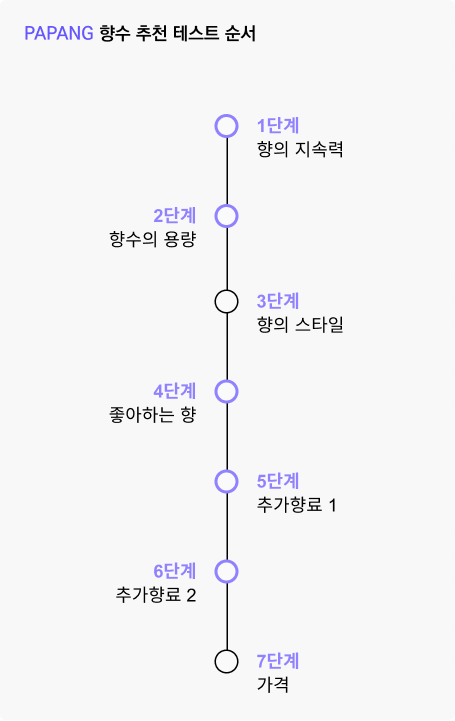 PAPANG 향수 추천 테스트 순서
1단계
향의 지속력
2단계
향수의 용량
3단계
향의 스타일
4단계
좋아하는 향
5단계
추가향료 1
6단계
추가향료 2
7단계
가격